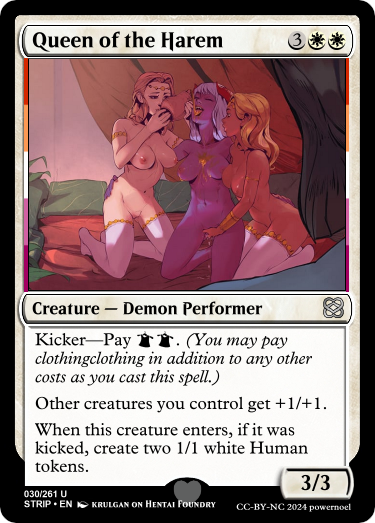 Queen of the Harem 3
Creature — Demon Performer
Kicker—Pay . (You may pay
clothingclothing in addition to any other
costs as you cast this spell.)
Other creatures you control get +1/+1.
When this creature enters, if it was
kicked, create two 1/1 white Human
tokens.
3/3
030/261 U
STRIP • EN KRULGAN ON HENTAI FOUNDRY
CC-BY-NC 2024 powernoel